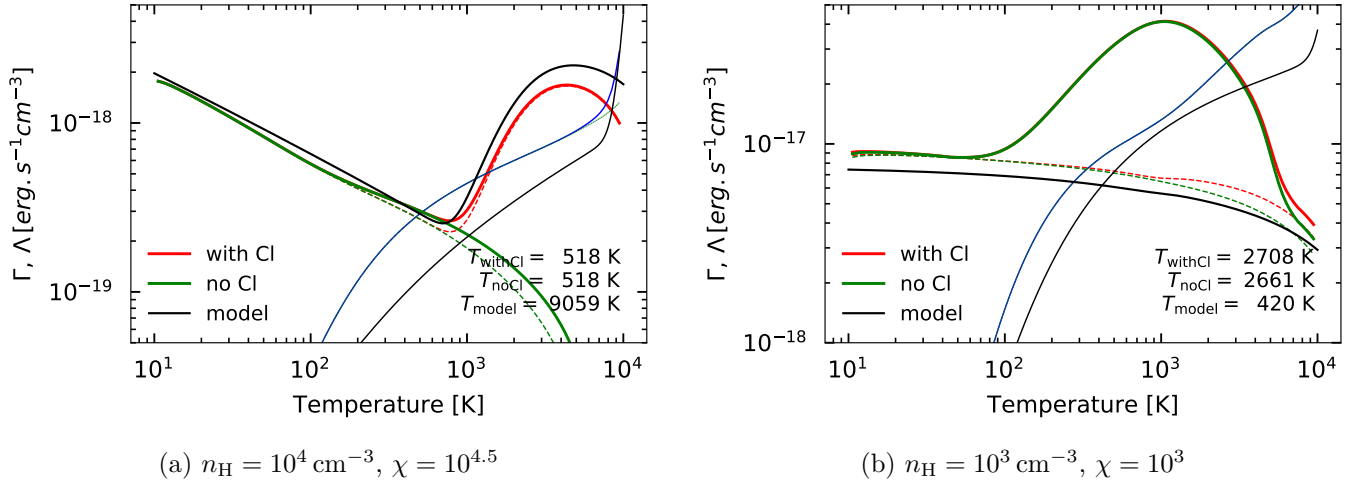 Γ, Λ [erg. s⁻¹cm⁻³]
10⁻¹⁸
10⁻¹⁹
with Cl
no Cl
model
T_withCl = 518 K
T_noCl = 518 K
T_model = 9059 K
10¹ 10² 10³ 10⁴
Temperature [K]
(a) n_H = 10⁴ cm⁻³, χ = 10^4.5
Γ, Λ [erg. s⁻¹cm⁻³]
10⁻¹⁷
10⁻¹⁸
with Cl
no Cl
model
T_withCl = 2708 K
T_noCl = 2661 K
T_model = 420 K
10¹ 10² 10³ 10⁴
Temperature [K]
(b) n_H = 10³ cm⁻³, χ = 10³